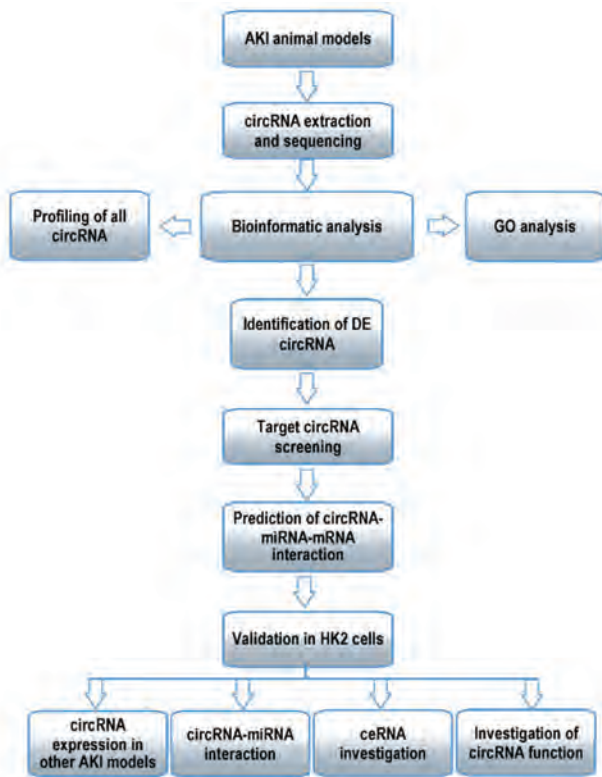 AKI animal models
circRNA extraction
and sequencing
Profiling of all
circRNA
Bioinformatic analysis
GO analysis
Identification of DE
circRNA
Target circRNA
screening
Prediction of circRNA-
miRNA-mRNA
interaction
Validation in HK2 cells
circRNA
expression in
other AKI models
circRNA-miRNA
interaction
ceRNA
investigation
Investigation of
circRNA function